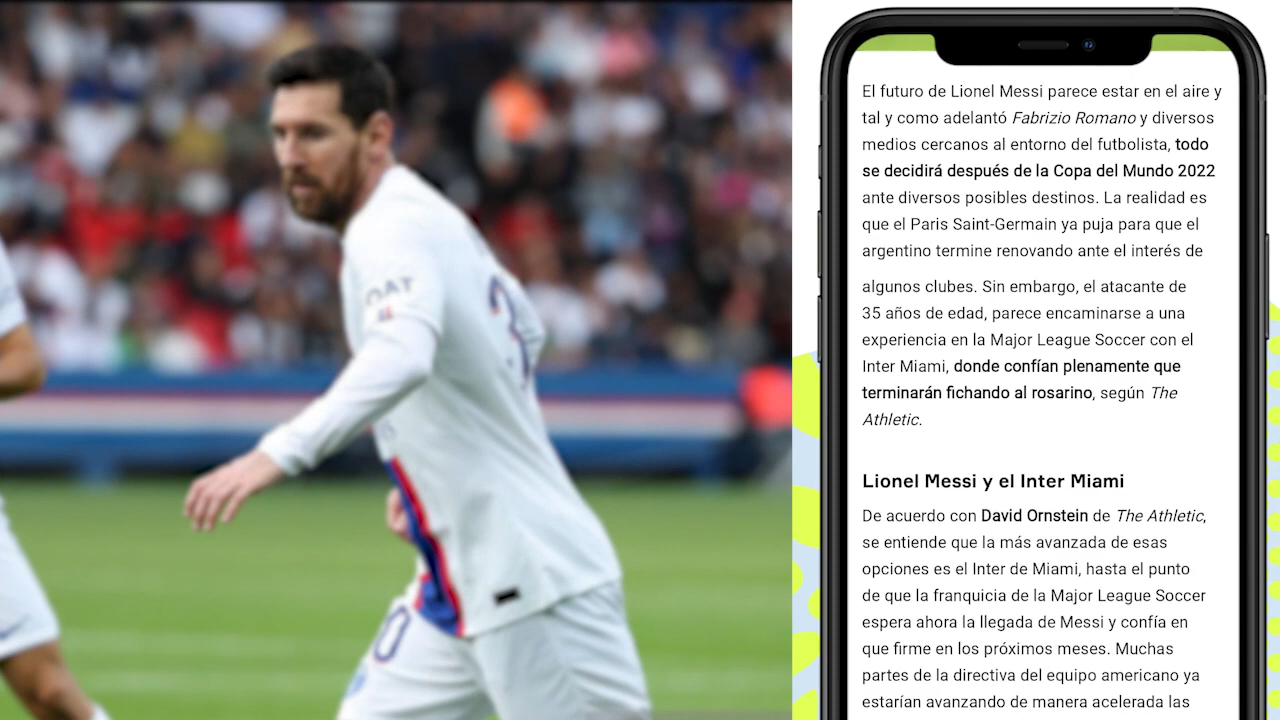 OAT
30
El futuro de Lionel Messi parece estar en el aire y
tal y como adelantó Fabrizio Romano y diversos
medios cercanos al entorno del futbolista, todo
se decidirá después de la Copa del Mundo 2022
ante diversos posibles destinos. La realidad es
que el Paris Saint-Germain ya puja para que el
argentino termine renovando ante el interés de
algunos clubes. Sin embargo, el atacante de
35 años de edad, parece encaminarse a una
experiencia en la Major League Soccer con el
Inter Miami, donde confían plenamente que
terminarán fichando al rosarino, según The
Athletic.
Lionel Messi y el Inter Miami
De acuerdo con David Ornstein de The Athletic,
se entiende que la más avanzada de esas
opciones es el Inter de Miami, hasta el punto
de que la franquicia de la Major League Soccer
espera ahora la llegada de Messi y confía en
que firme en los próximos meses. Muchas
partes de la directiva del equipo americano ya
estarían avanzando de manera acelerada las